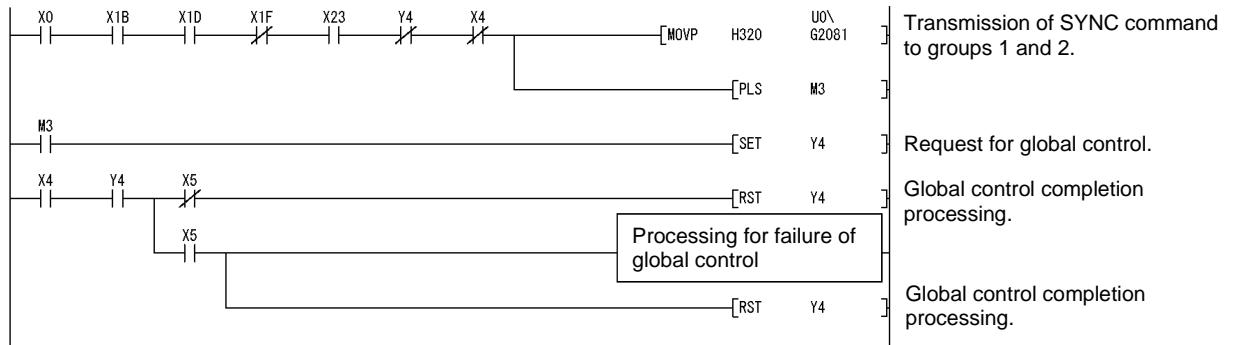 X0 X1B X1D X1F X23 Y4 X4
[MOVP H320 U0\
G2081 ]
Transmission of SYNC command
to groups 1 and 2.
[PLS M3 ]
M3
[SET Y4 ]
Request for global control.
X4 Y4 X5
[RST Y4 ]
Global control completion
processing.
X5
Processing for failure of
global control
[RST Y4 ]
Global control completion
processing.